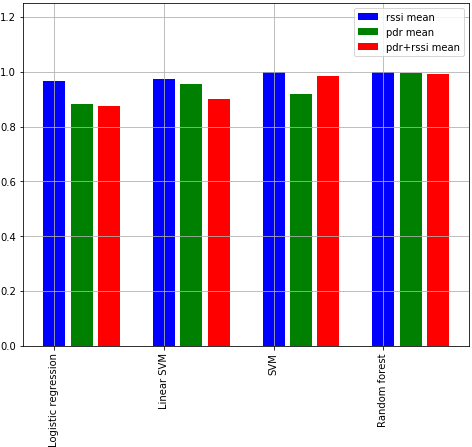 1.2
1.0
0.8
0.6
0.4
0.2
0.0
rssi mean
pdr mean
pdr+rssi mean
Logistic regression
Linear SVM
SVM
Random forest